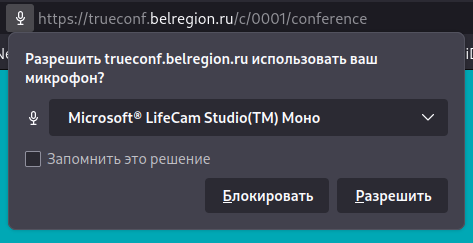 https://trueconf.belregion.ru/c/0001/conference
Разрешить trueconf.belregion.ru использовать ваш
микрофон?
Microsoft® LifeCam Studio(TM) Моно
Запомнить это решение
Блокировать
Разрешить